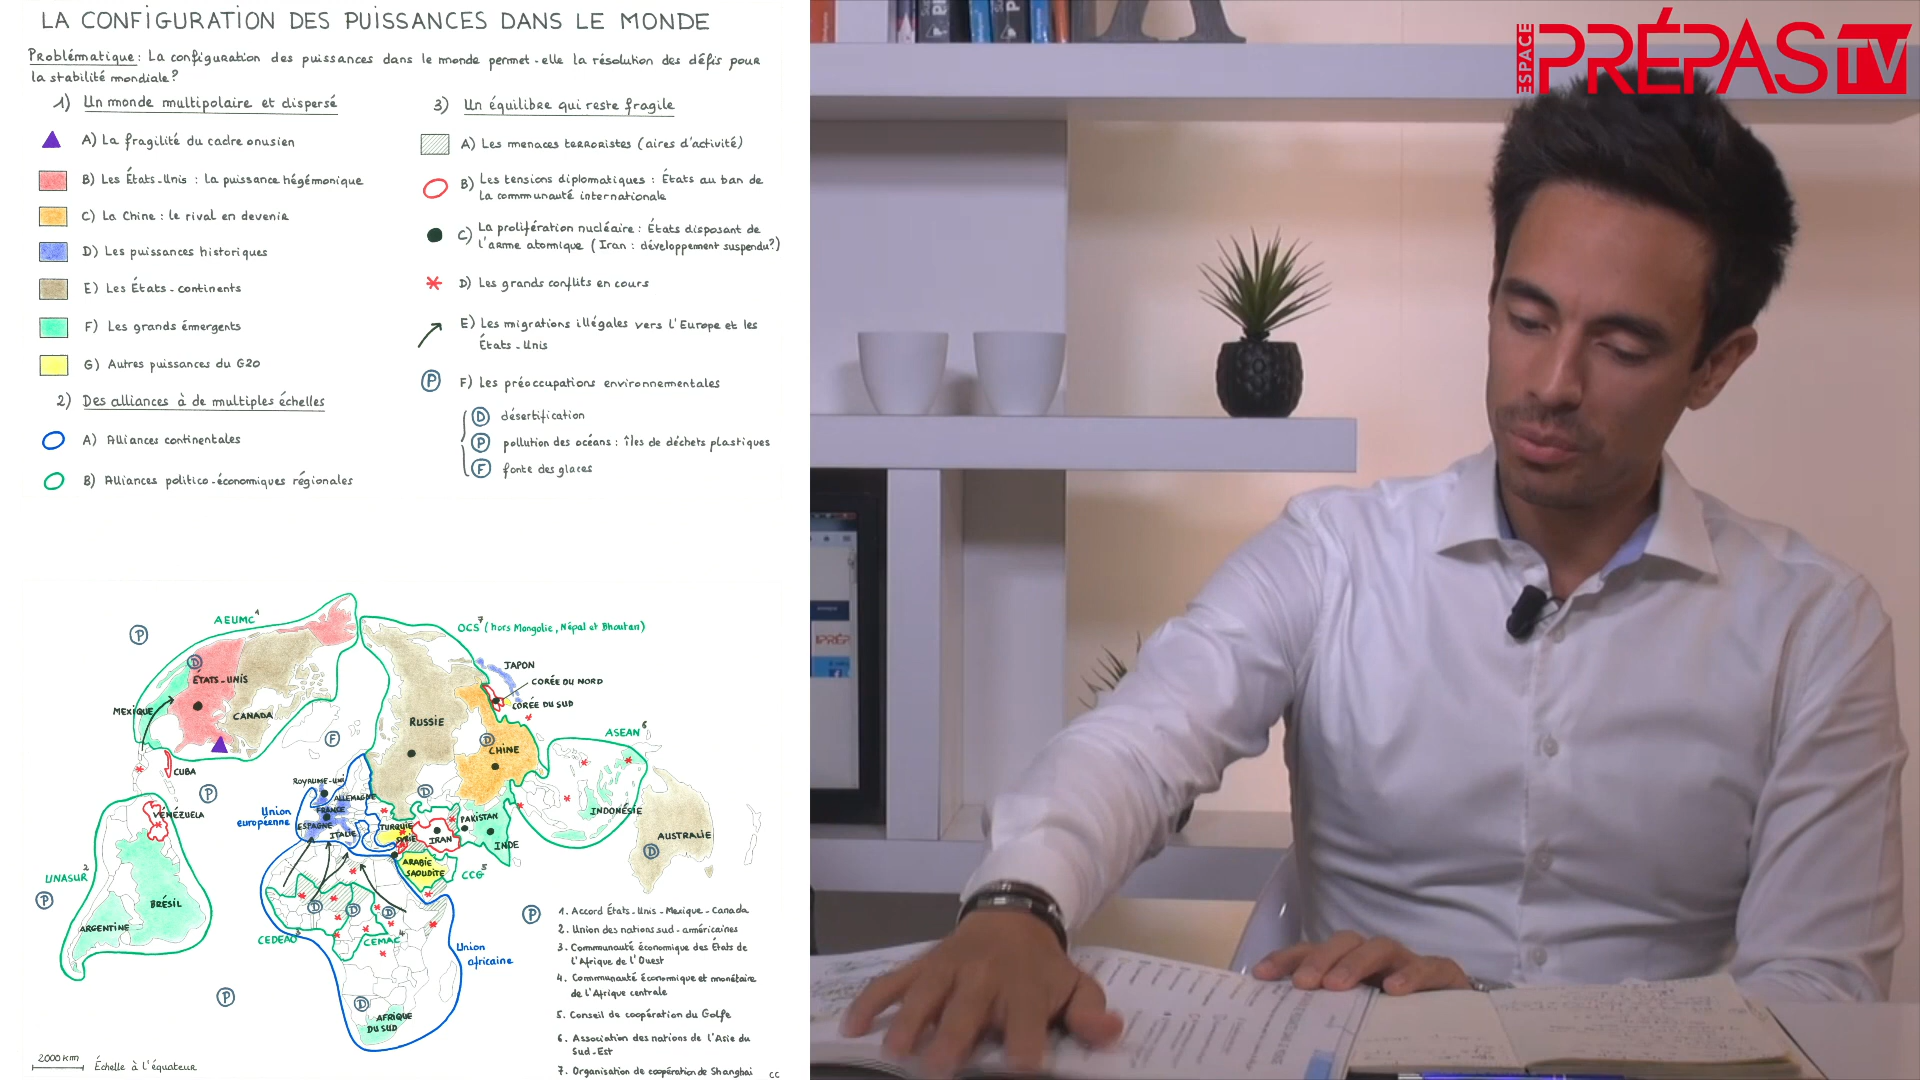 LA CONFIGURATION DES PUISSANCES DANS LE MONDE
Problématique : La configuration des puissances dans le monde permet-elle la résolution des défis pour
la stabilité mondiale ?
1) Un monde multipolaire et dispersé
A) La fragilité du cadre onusien
B) Les États-Unis : La puissance hégémonique
C) La Chine : le rival en devenir
D) Les puissances historiques
E) Les États-continents
F) Les grands émergents
G) Autres puissances du G20
2) Des alliances à de multiples échelles
A) Alliances continentales
B) Alliances politico-économiques régionales
3) Un équilibre qui reste fragile
A) Les menaces terroristes (aires d'activité)
B) Les tensions diplomatiques : États au ban de
la communauté internationale
C) La prolifération nucléaire : États disposant de
l'arme atomique (Iran : développement suspendu?)
D) Les grands conflits en cours
E) Les migrations illégales vers l'Europe et les
États-Unis
P F) Les préoccupations environnementales
D désertification
P pollution des océans : îles de déchets plastiques
F fonte des glaces
AEUMC 1
OCS 7 (hors Mongolie, Népal et Bhoutan)
P
D
ÉTATS-UNIS
MEXIQUE
CANADA
CUBA
F
P
RUSSIE
JAPON
CORÉE DU NORD
CORÉE DU SUD
D
CHINE
ASEAN 6
ROYAUME-UNI
ALLEMAGNE
FRANCE
ESPAGNE
ITALIE
Union
européenne
D
TURQUIE
SYRIE
IRAN
PAKISTAN
INDE
INDONÉSIE
AUSTRALIE
D
ARABIE
SAOUDITE
CCG 5
VÉNÉZUELA
UNASUR 2
P
BRÉSIL
ARGENTINE
P
D
D
D
CEDEAO 3
CEMAC 4
Union
africaine
D
AFRIQUE
DU SUD
P
1. Accord États-Unis-Mexique-Canada
2. Union des nations sud-américaines
3. Communauté économique des États de
l'Afrique de l'Ouest
4. Communauté économique et monétaire
de l'Afrique centrale
5. Conseil de coopération du Golfe
6. Association des nations de l'Asie du
Sud-Est
7. Organisation de coopération de Shanghai
CC
2000 km
Échelle à l'équateur
ESPACE
PRÉPAS TV